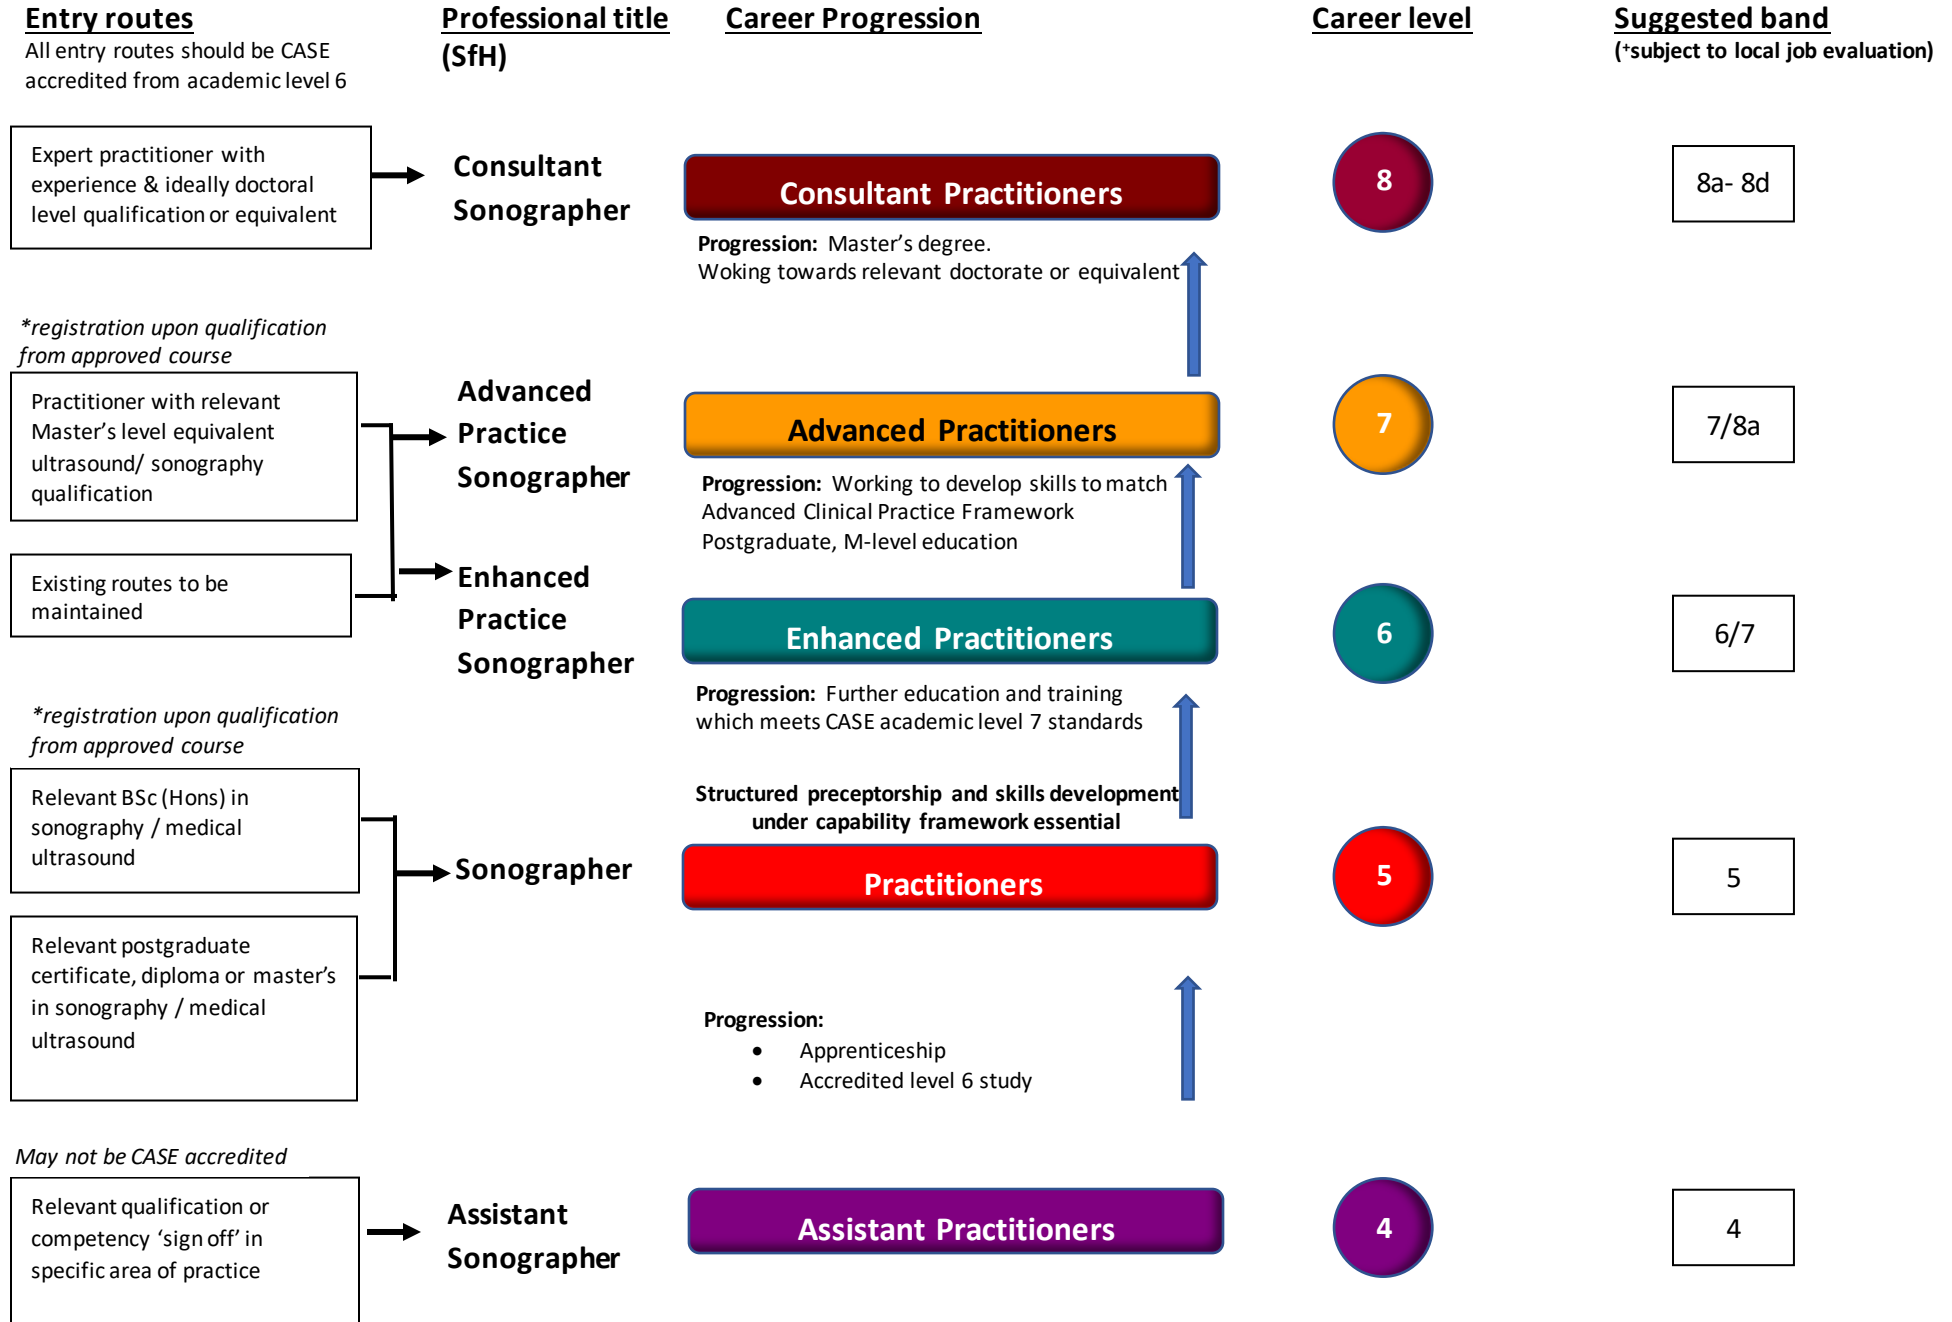 Entry routes
All entry routes should be CASE
accredited from academic level 6
Professional title
(SfH)
Career Progression
Career level
Suggested band
(+subject to local job evaluation)
Expert practitioner with
experience & ideally doctoral
level qualification or equivalent
Consultant
Sonographer
Consultant Practitioners
8
8a- 8d
Progression: Master's degree.
Woking towards relevant doctorate or equivalent
*registration upon qualification
from approved course
Practitioner with relevant
Master's level equivalent
ultrasound/ sonography
qualification
Advanced
Practice
Sonographer
Advanced Practitioners
7
7/8a
Progression: Working to develop skills to match
Advanced Clinical Practice Framework
Postgraduate, M-level education
Existing routes to be
maintained
Enhanced
Practice
Sonographer
Enhanced Practitioners
6
6/7
Progression: Further education and training
which meets CASE academic level 7 standards
*registration upon qualification
from approved course
Relevant BSc (Hons) in
sonography / medical
ultrasound
Structured preceptorship and skills development
under capability framework essential
Sonographer
Practitioners
5
5
Relevant postgraduate
certificate, diploma or master's
in sonography / medical
ultrasound
Progression:
• Apprenticeship
• Accredited level 6 study
May not be CASE accredited
Relevant qualification or
competency 'sign off' in
specific area of practice
Assistant
Sonographer
Assistant Practitioners
4
4